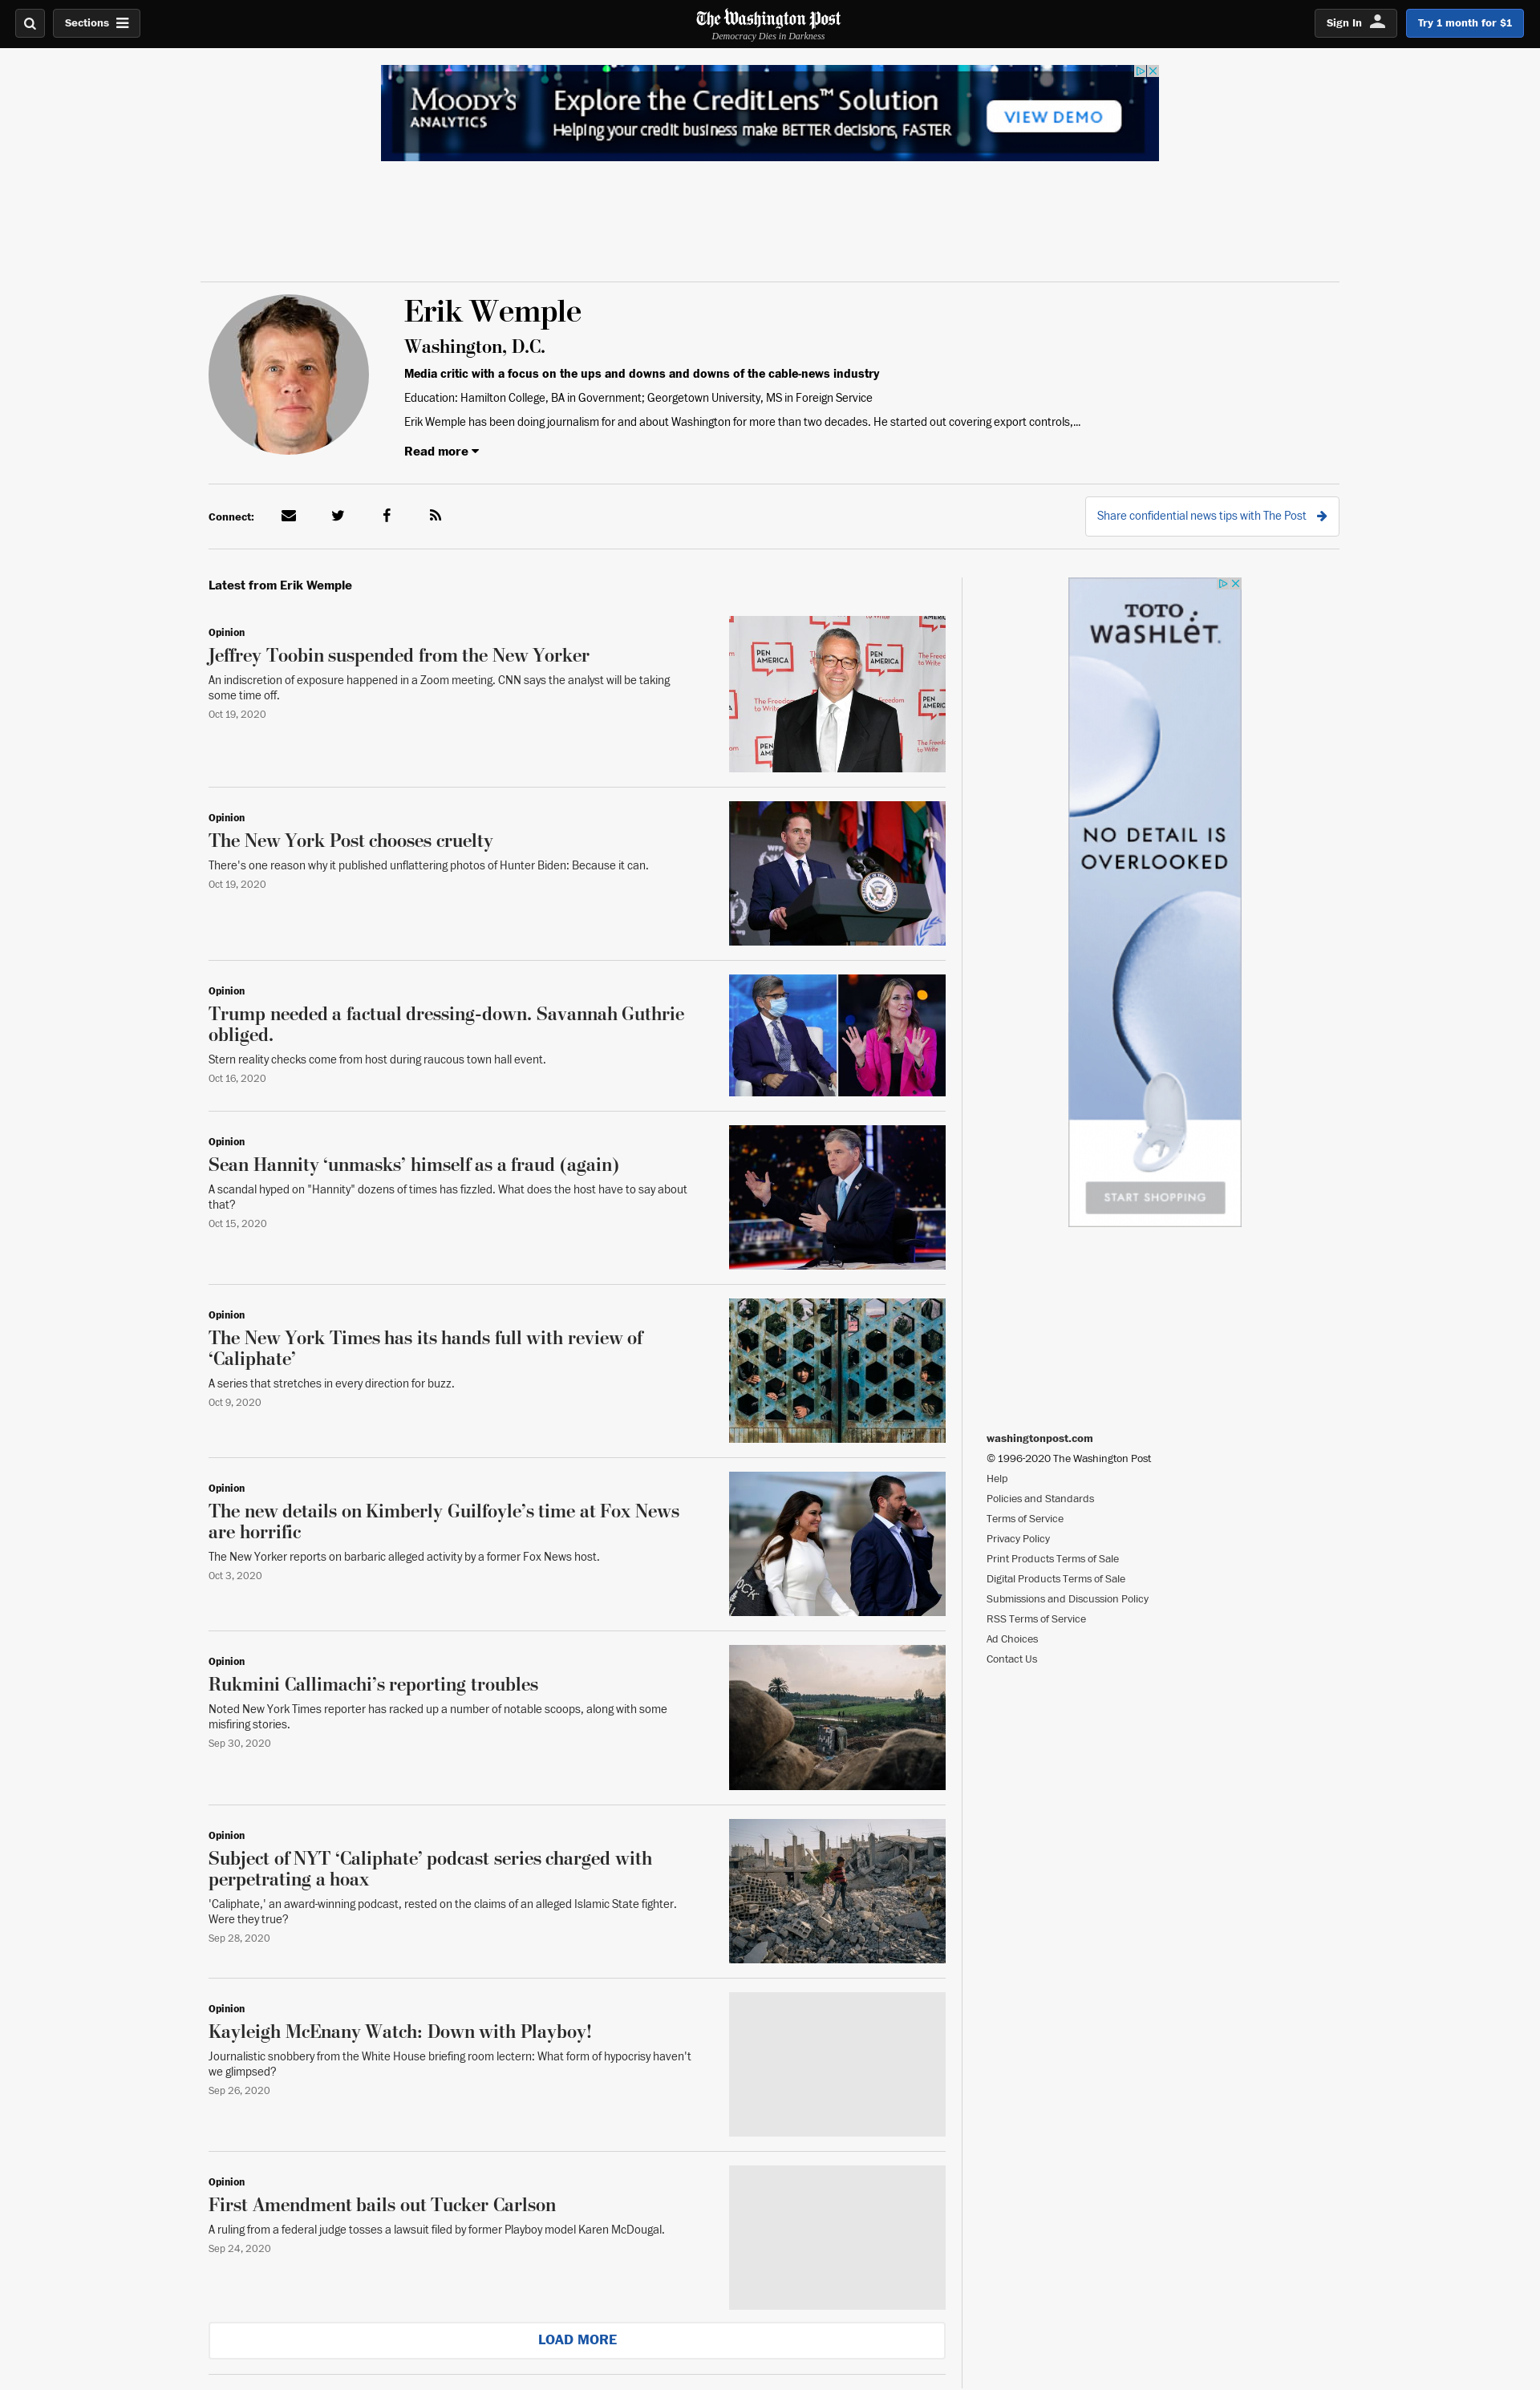 Sections
The Washington Post
Democracy Dies in Darkness
Sign In
Try 1 month for $1
MOODY'S
ANALYTICS
Explore the CreditLens™ Solution
Helping your credit business make BETTER decisions, FASTER
VIEW DEMO
Erik Wemple
Washington, D.C.
Media critic with a focus on the ups and downs and downs of the cable-news industry
Education: Hamilton College, BA in Government; Georgetown University, MS in Foreign Service
Erik Wemple has been doing journalism for and about Washington for more than two decades. He started out covering export controls,...
Read more
Connect:
Share confidential news tips with The Post
Latest from Erik Wemple
Opinion
Jeffrey Toobin suspended from the New Yorker
An indiscretion of exposure happened in a Zoom meeting. CNN says the analyst will be taking
some time off.
Oct 19, 2020
Opinion
The New York Post chooses cruelty
There's one reason why it published unflattering photos of Hunter Biden: Because it can.
Oct 19, 2020
Opinion
Trump needed a factual dressing-down. Savannah Guthrie
obliged.
Stern reality checks come from host during raucous town hall event.
Oct 16, 2020
Opinion
Sean Hannity ‘unmasks’ himself as a fraud (again)
A scandal hyped on "Hannity" dozens of times has fizzled. What does the host have to say about
that?
Oct 15, 2020
Hannity
Opinion
The New York Times has its hands full with review of
‘Caliphate’
A series that stretches in every direction for buzz.
Oct 9, 2020
Opinion
The new details on Kimberly Guilfoyle’s time at Fox News
are horrific
The New Yorker reports on barbaric alleged activity by a former Fox News host.
Oct 3, 2020
Opinion
Rukmini Callimachi’s reporting troubles
Noted New York Times reporter has racked up a number of notable scoops, along with some
misfiring stories.
Sep 30, 2020
Opinion
Subject of NYT ‘Caliphate’ podcast series charged with
perpetrating a hoax
'Caliphate,' an award-winning podcast, rested on the claims of an alleged Islamic State fighter.
Were they true?
Sep 28, 2020
Opinion
Kayleigh McEnany Watch: Down with Playboy!
Journalistic snobbery from the White House briefing room lectern: What form of hypocrisy haven't
we glimpsed?
Sep 26, 2020
Opinion
First Amendment bails out Tucker Carlson
A ruling from a federal judge tosses a lawsuit filed by former Playboy model Karen McDougal.
Sep 24, 2020
LOAD MORE
TOTO
WASHLET
NO DETAIL IS
OVERLOOKED
START SHOPPING
washingtonpost.com
© 1996-2020 The Washington Post
Help
Policies and Standards
Terms of Service
Privacy Policy
Print Products Terms of Sale
Digital Products Terms of Sale
Submissions and Discussion Policy
RSS Terms of Service
Ad Choices
Contact Us